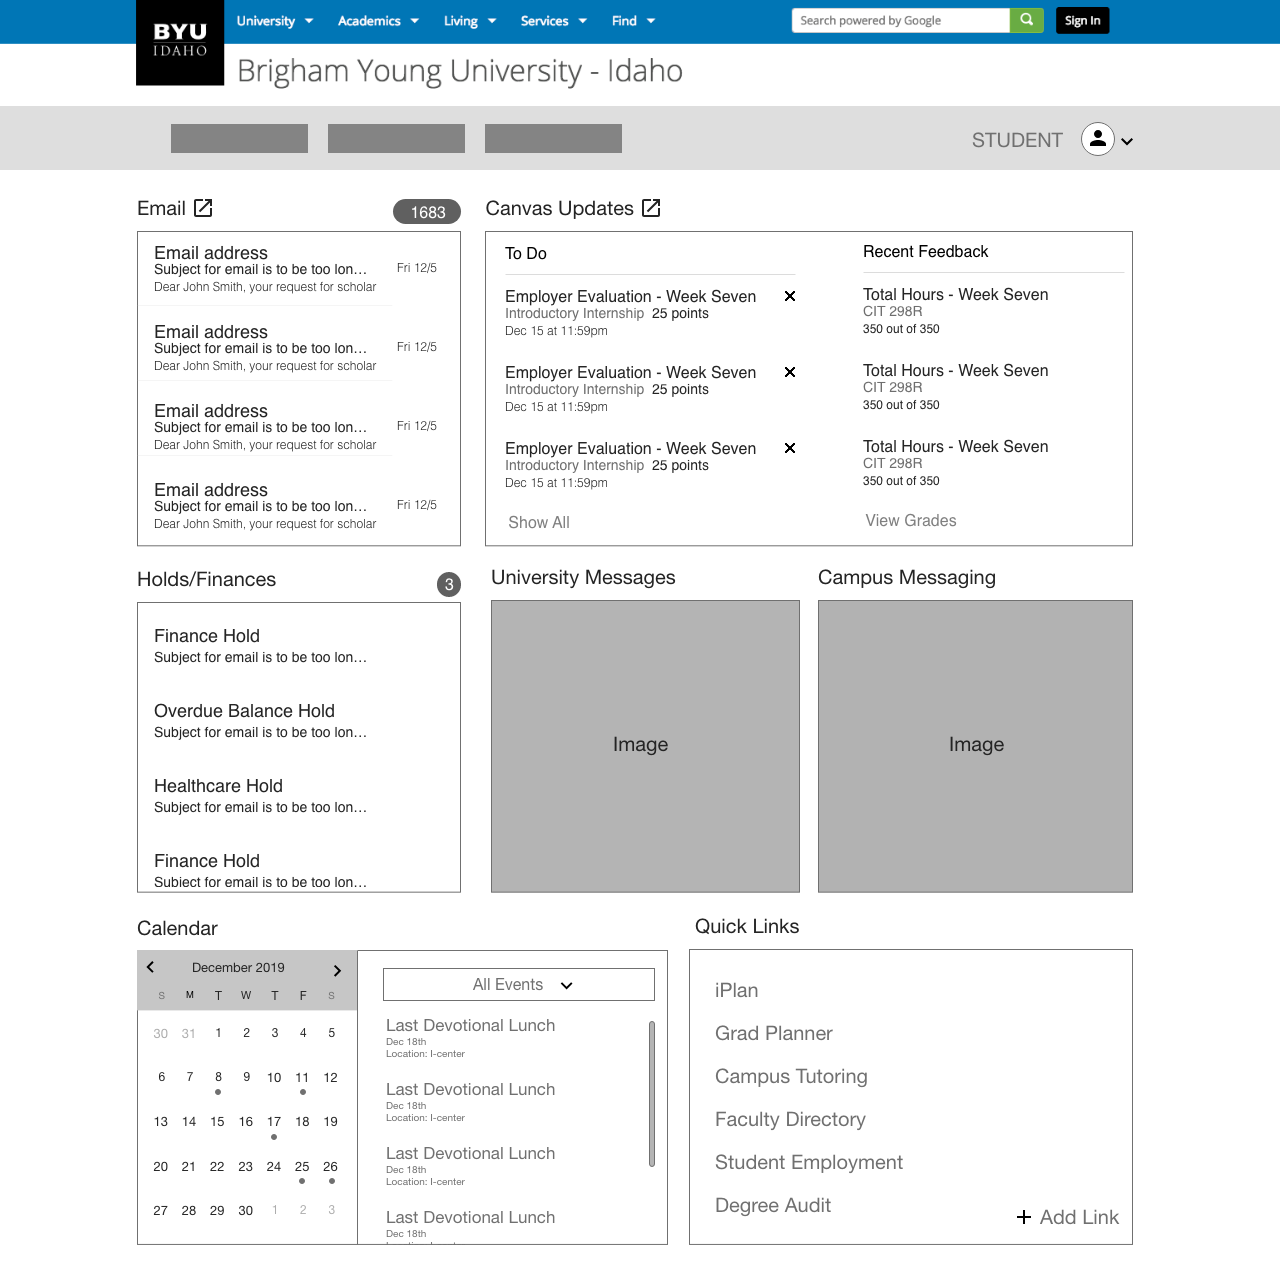 BYU
IDAHO
University
Academics
Living
Services
Find
Search powered by Google
Sign In
Brigham Young University - Idaho
STUDENT
Email
1683
Email address
Subject for email is to be too lon...
Dear John Smith, your request for scholar
Fri 12/5
Email address
Subject for email is to be too lon...
Dear John Smith, your request for scholar
Fri 12/5
Email address
Subject for email is to be too lon...
Dear John Smith, your request for scholar
Fri 12/5
Email address
Subject for email is to be too lon...
Dear John Smith, your request for scholar
Fri 12/5
Canvas Updates
To Do
Employer Evaluation - Week Seven
Introductory Internship 25 points
Dec 15 at 11:59pm
Employer Evaluation - Week Seven
Introductory Internship 25 points
Dec 15 at 11:59pm
Employer Evaluation - Week Seven
Introductory Internship 25 points
Dec 15 at 11:59pm
Show All
Recent Feedback
Total Hours - Week Seven
CIT 298R
350 out of 350
Total Hours - Week Seven
CIT 298R
350 out of 350
Total Hours - Week Seven
CIT 298R
350 out of 350
View Grades
Holds/Finances
3
Finance Hold
Subject for email is to be too lon...
Overdue Balance Hold
Subject for email is to be too lon...
Healthcare Hold
Subject for email is to be too lon...
Finance Hold
Subject for email is to be too lon...
University Messages
Image
Campus Messaging
Image
Calendar
December 2019
S M T W T F S
30 31 1 2 3 4 5
6 7 8 9 10 11 12
13 14 15 16 17 18 19
20 21 22 23 24 25 26
27 28 29 30 1 2 3
All Events
Last Devotional Lunch
Dec 18th
Location: I-center
Last Devotional Lunch
Dec 18th
Location: I-center
Last Devotional Lunch
Dec 18th
Location: I-center
Last Devotional Lunch
Dec 18th
Quick Links
iPlan
Grad Planner
Campus Tutoring
Faculty Directory
Student Employment
Degree Audit
+ Add Link